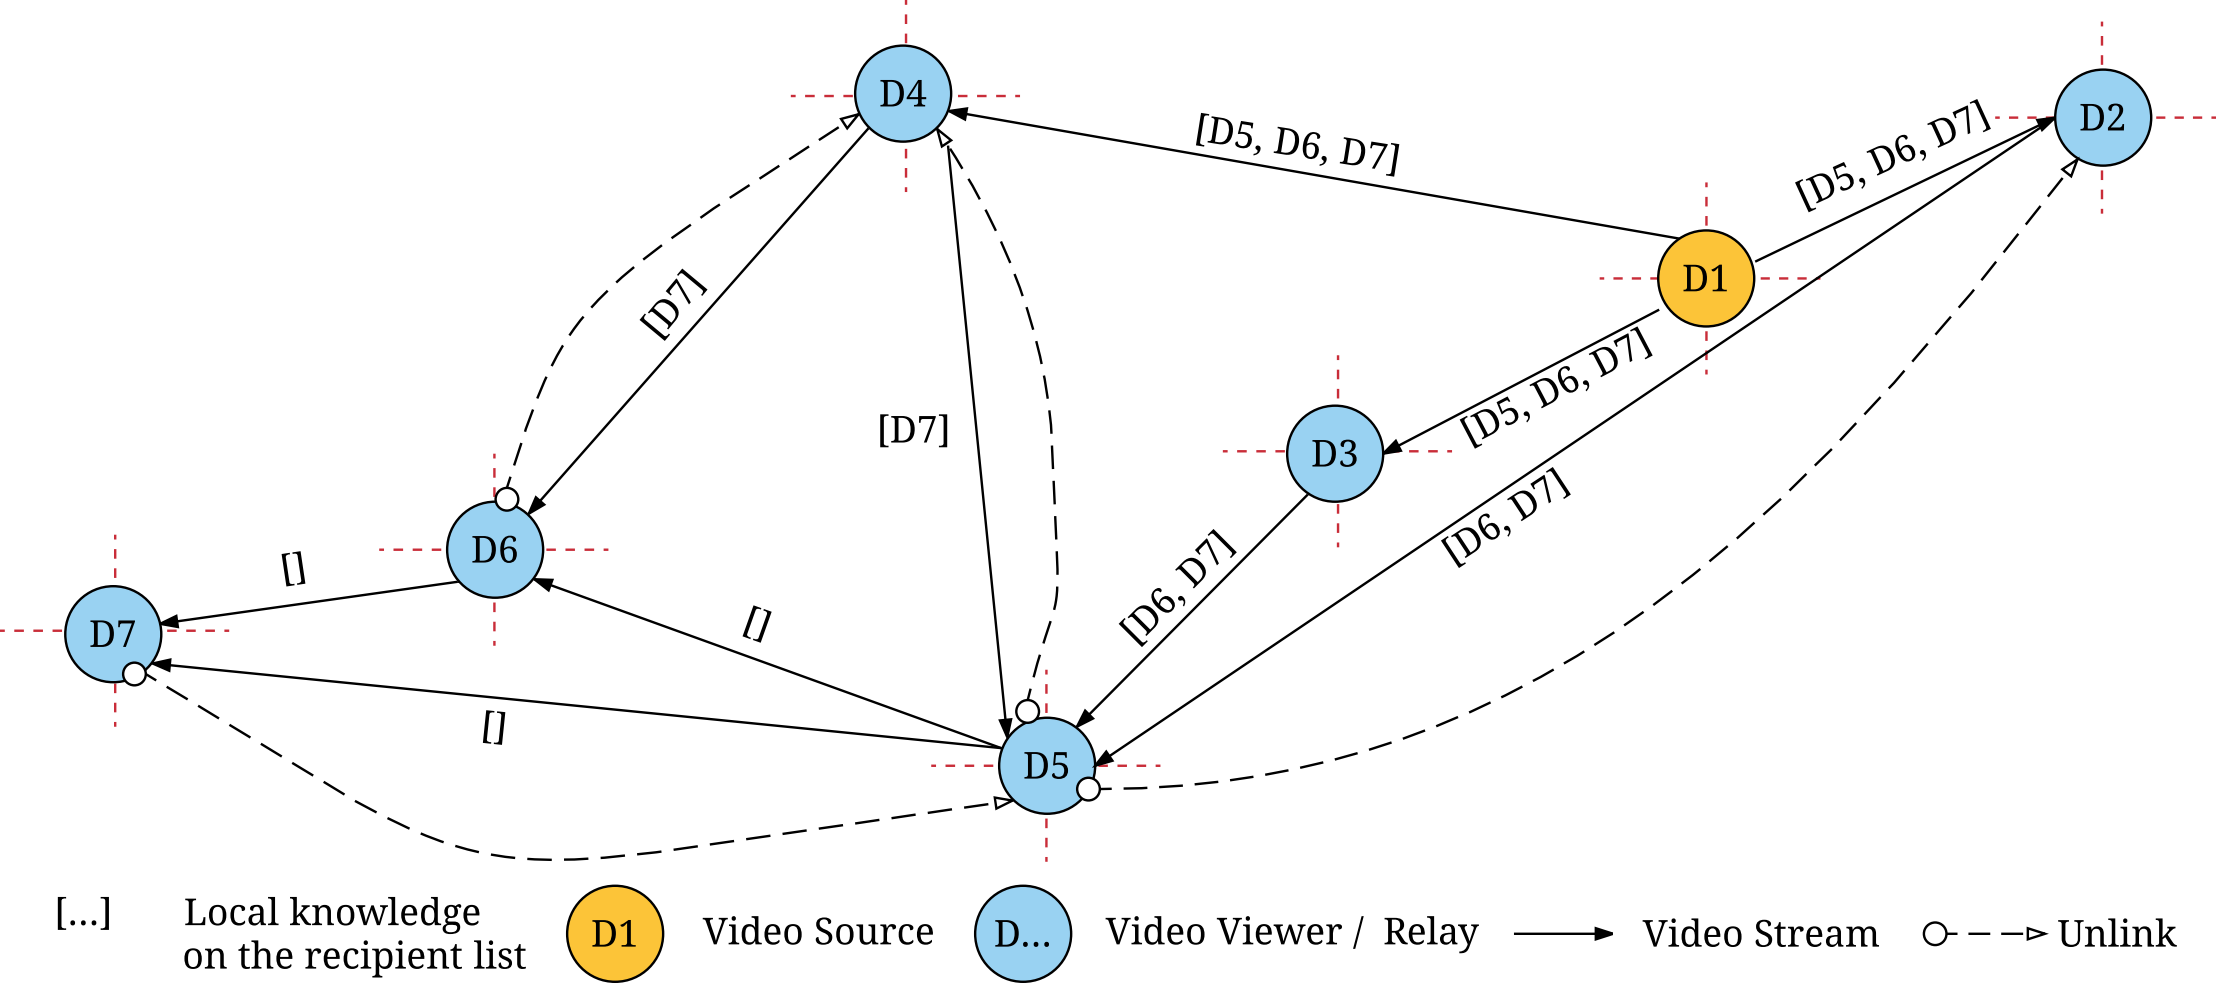 D4
D2
[D5, D6, D7]
[D5, D6, D7]
D1
[D7]
[D5, D6, D7]
[D7]
D3
[D6, D7]
D6
[]
[D6, D7]
[]
D7
[]
D5
[...]
Local knowledge
on the recipient list
D1
Video Source
D...
Video Viewer / Relay
Video Stream
Unlink